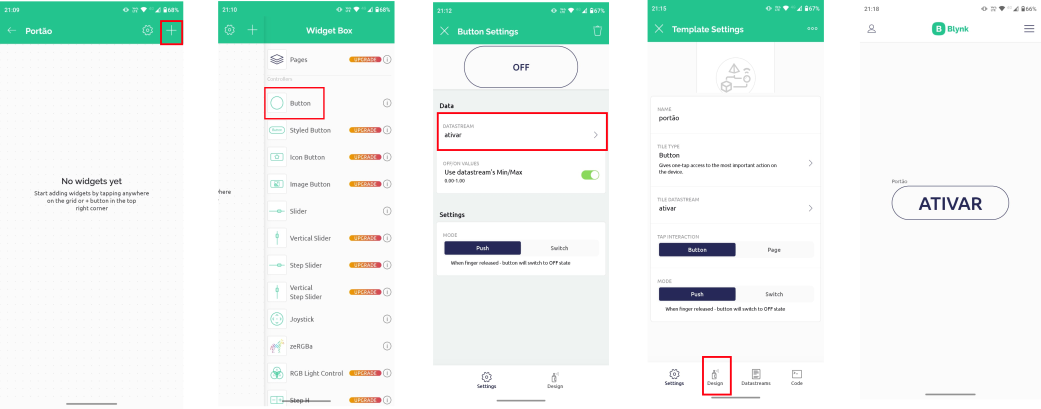 21:09
68%
Portão
No widgets yet
Start adding widgets by tapping anywhere
on the grid or + button in the top
right corner
21:10
68%
Widget Box
here
Pages
UPGRADE
Controllers
Button
Styled Button
UPGRADE
Icon Button
UPGRADE
Image Button
UPGRADE
Slider
Vertical Slider
UPGRADE
Step Slider
UPGRADE
Vertical
Step Slider
UPGRADE
Joystick
zeRGBa
RGB Light Control
UPGRADE
Step H
UPGRADE
21:12
67%
Button Settings
OFF
Data
DATASTREAM
ativar
OFF/ON VALUES
Use datastream's Min/Max
0.00-1.00
Settings
MODE
Push
Switch
When finger released - button will switch to OFF state
Settings
Design
21:15
67%
Template Settings
NAME
portão
TILE TYPE
Button
Gives one-tap access to the most important action on
the device.
TILE DATASTREAM
ativar
TAP INTERACTION
Button
Page
MODE
Push
Switch
When finger released - button will switch to OFF state
Settings
Design
Datastreams
Code
21:18
66%
B Blynk
Portão
ATIVAR